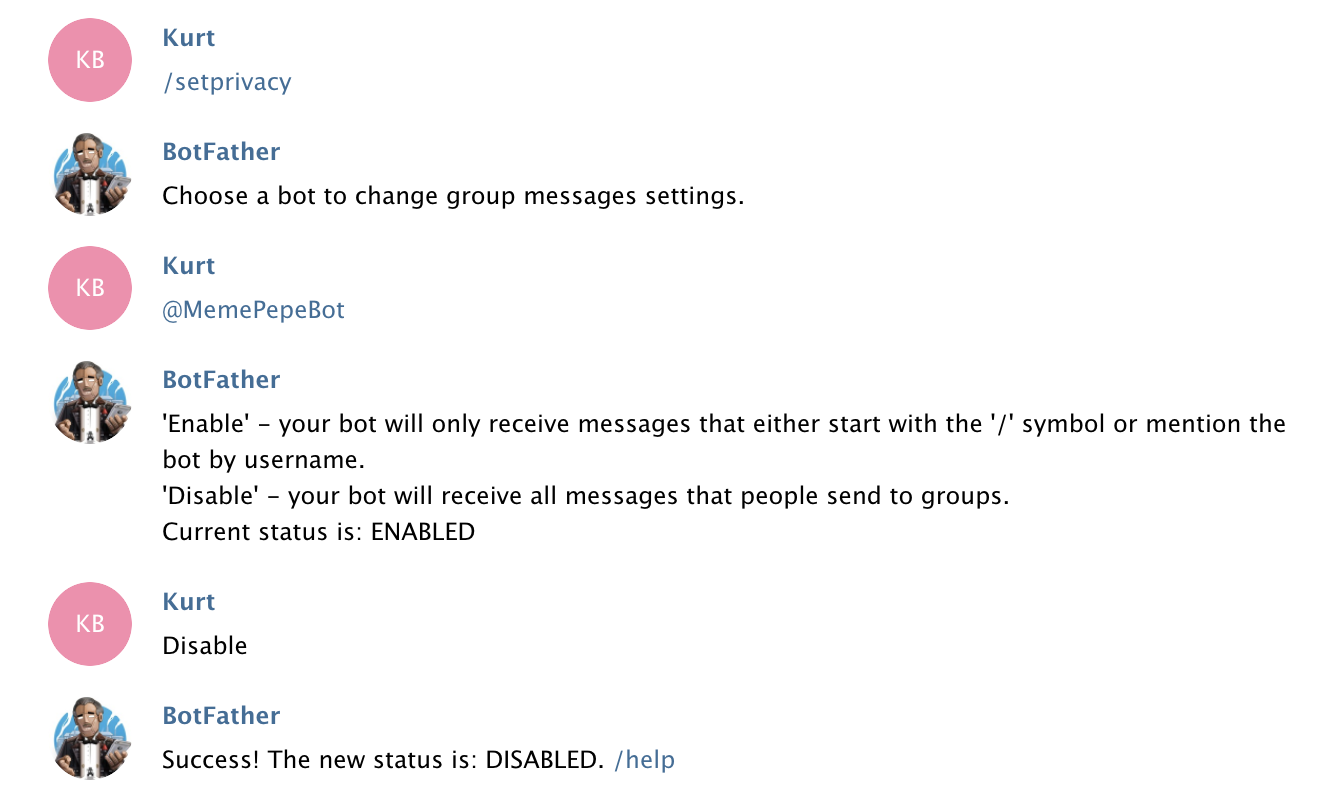 KB
Kurt
/setprivacy
BotFather
Choose a bot to change group messages settings.
KB
Kurt
@MemePepeBot
BotFather
'Enable' – your bot will only receive messages that either start with the '/' symbol or mention the
bot by username.
'Disable' – your bot will receive all messages that people send to groups.
Current status is: ENABLED
KB
Kurt
Disable
BotFather
Success! The new status is: DISABLED. /help